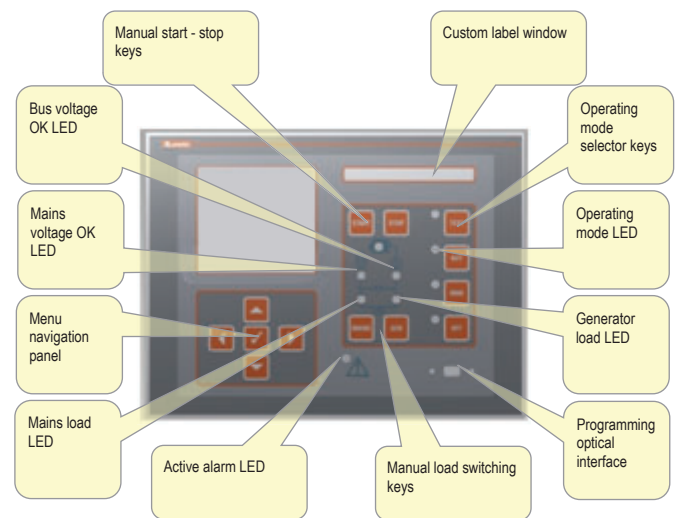 Manual start - stop
keys
Custom label window
Bus voltage
OK LED
Operating
mode
selector keys
Mains
voltage OK
LED
Operating
mode LED
Menu
navigation
panel
Generator
load LED
Mains load
LED
Active alarm LED
Manual load switching
keys
Programming
optical
interface
START
STOP